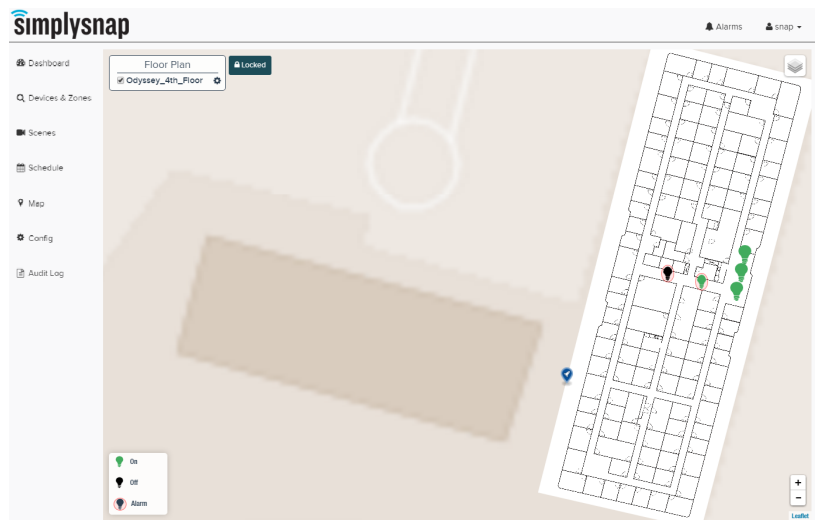 simplysnap
Alarms
snap
Dashboard
Devices & Zones
Scenes
Schedule
Map
Config
Audit Log
Floor Plan
Odyssey_4th_Floor
Locked
On
Off
Alarm
+
−
Leaflet